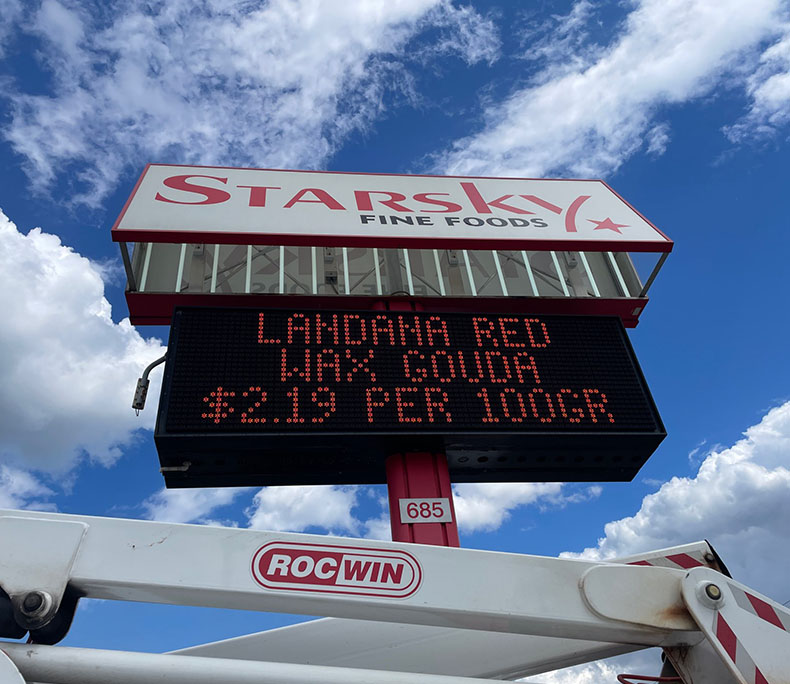 STARSKY
FINE FOODS
LANDANA RED
WAX GOUDA
$2.19 PER 100GR
685
ROCWIN